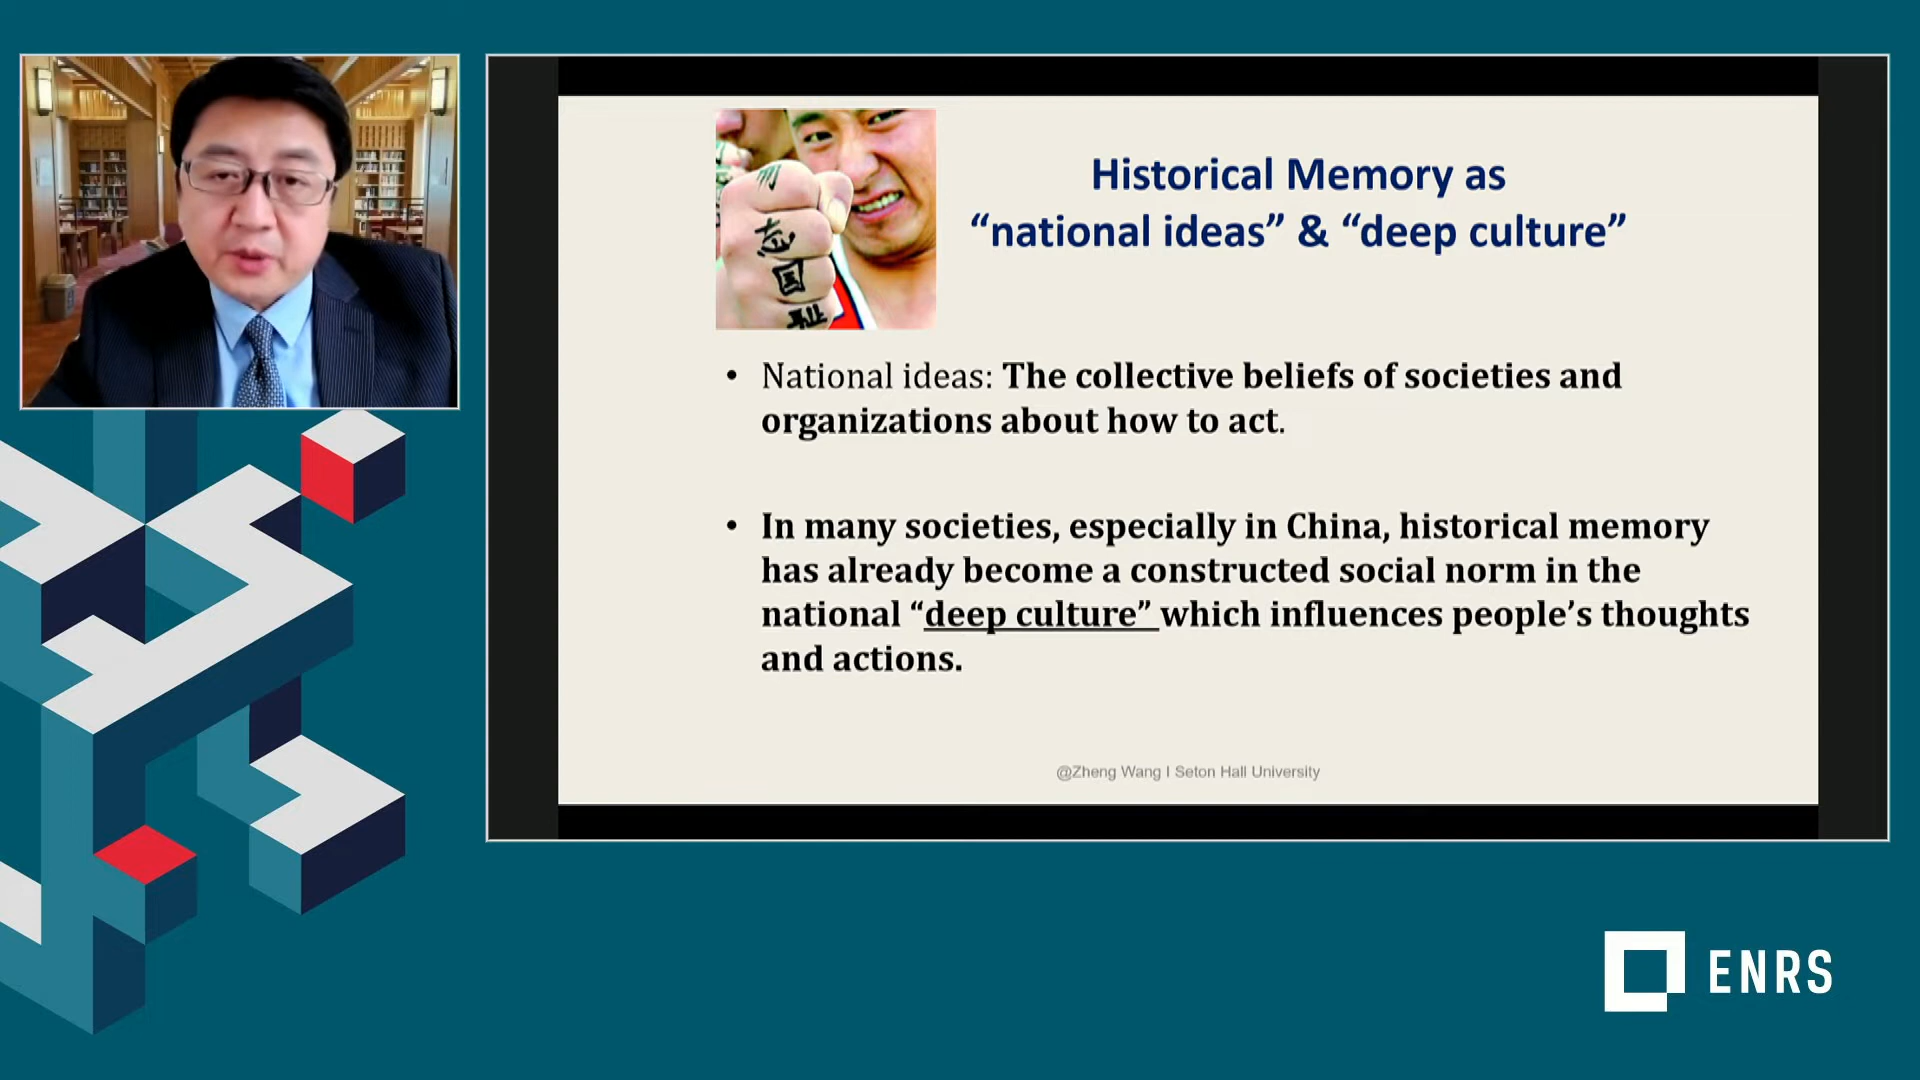 Historical Memory as
“national ideas” & “deep culture”
忘
国
耻
• National ideas: The collective beliefs of societies and
organizations about how to act.
• In many societies, especially in China, historical memory
has already become a constructed social norm in the
national “deep culture” which influences people’s thoughts
and actions.
@Zheng Wang I Seton Hall University
ENRS